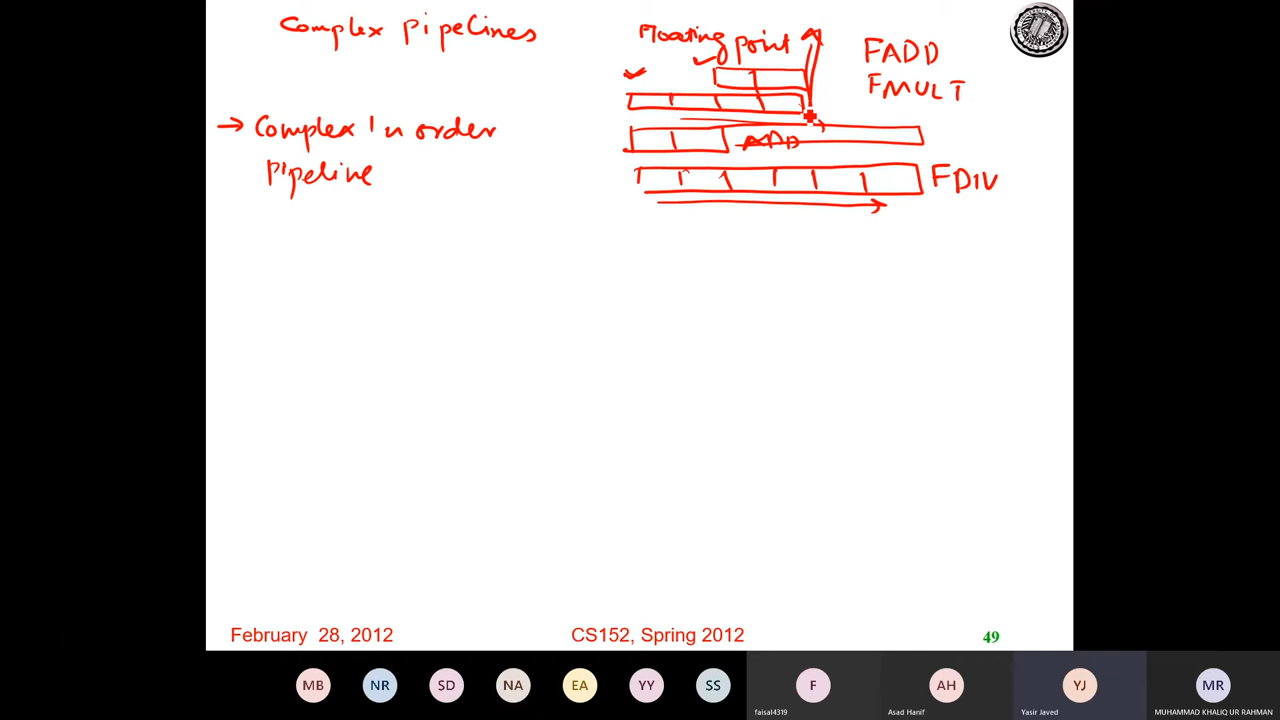 Complex pipelines
Floating point
FADD
FMULT
→ Complex In order
pipeline
ADD
FDIV
February 28, 2012
CS152, Spring 2012
49
MB
NR
SD
NA
EA
YY
SS
F
AH
YJ
MR
faisal4319
Asad Hanif
Yasir Javed
MUHAMMAD KHALIQ UR RAHMAN